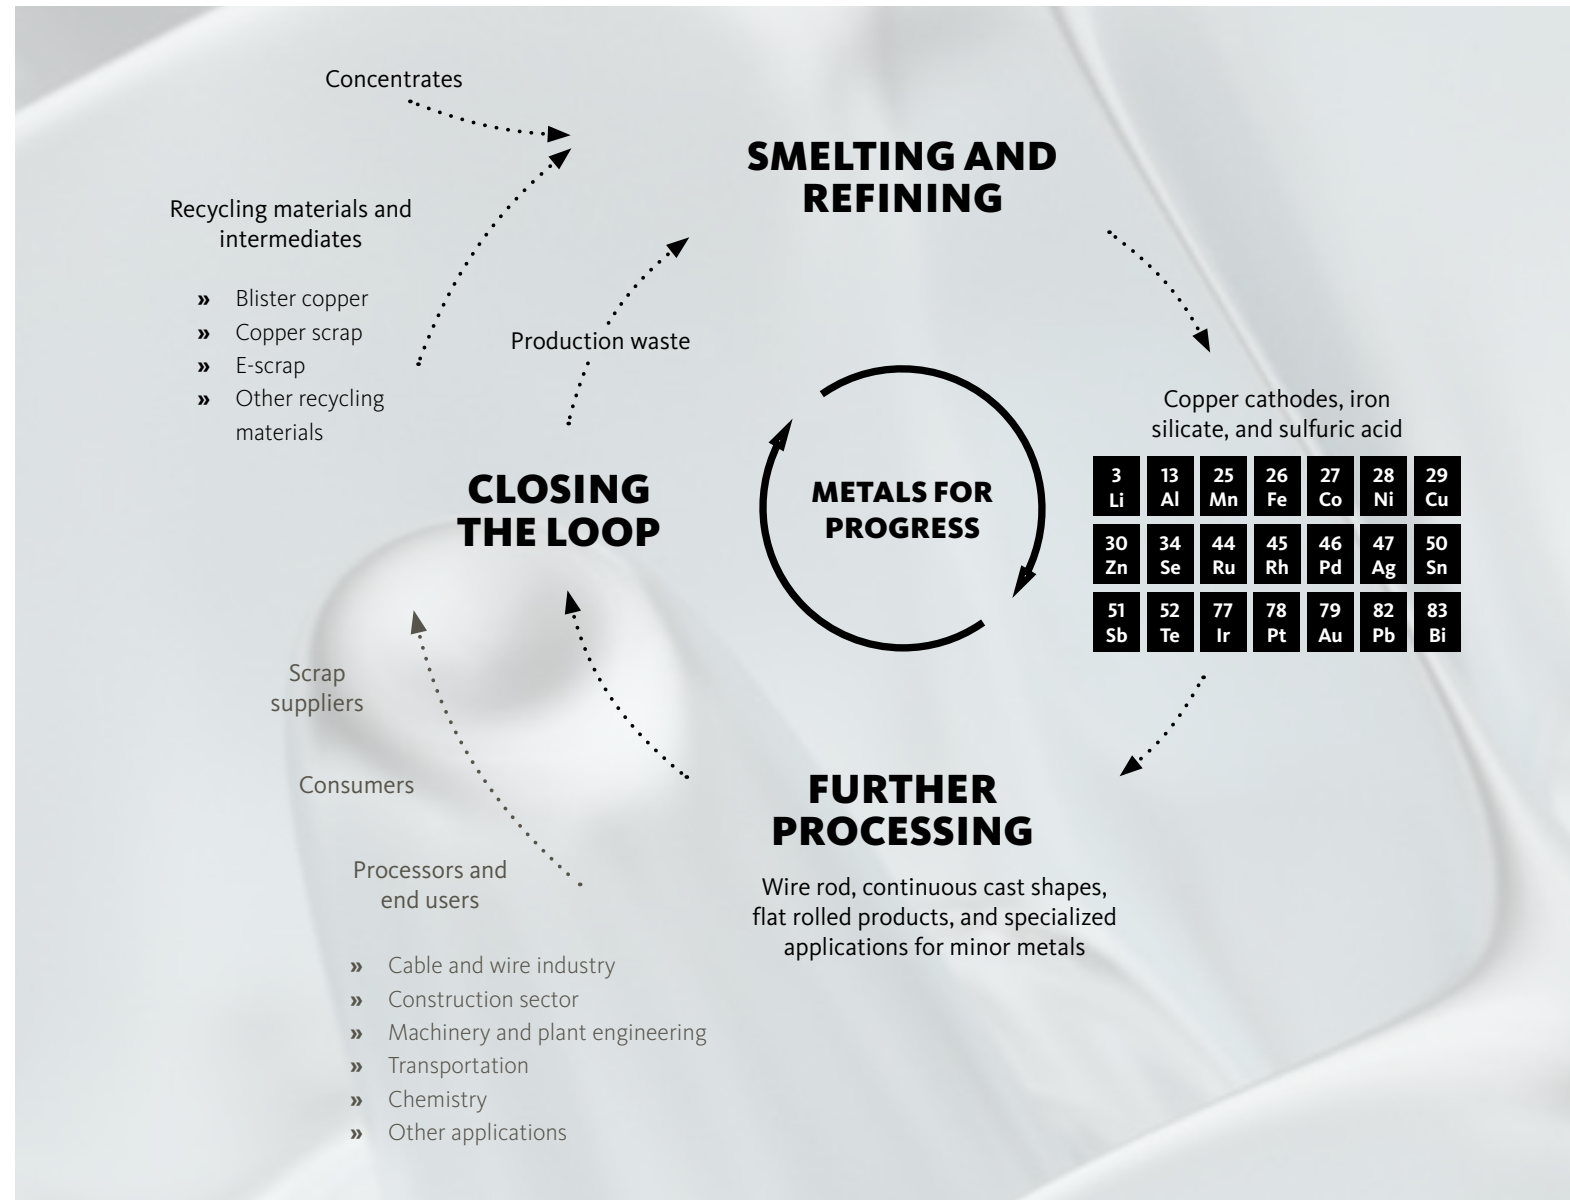 Concentrates
SMELTING AND
REFINING
Recycling materials and
intermediates
» Blister copper
» Copper scrap
» E-scrap
» Other recycling
materials
Production waste
Copper cathodes, iron
silicate, and sulfuric acid
3 13 25 26 27 28 29
Li Al Mn Fe Co Ni Cu
30 34 44 45 46 47 50
Zn Se Ru Rh Pd Ag Sn
51 52 77 78 79 82 83
Sb Te Ir Pt Au Pb Bi
CLOSING
THE LOOP
METALS FOR
PROGRESS
Scrap
suppliers
Consumers
Processors and
end users
» Cable and wire industry
» Construction sector
» Machinery and plant engineering
» Transportation
» Chemistry
» Other applications
FURTHER
PROCESSING
Wire rod, continuous cast shapes,
flat rolled products, and specialized
applications for minor metals